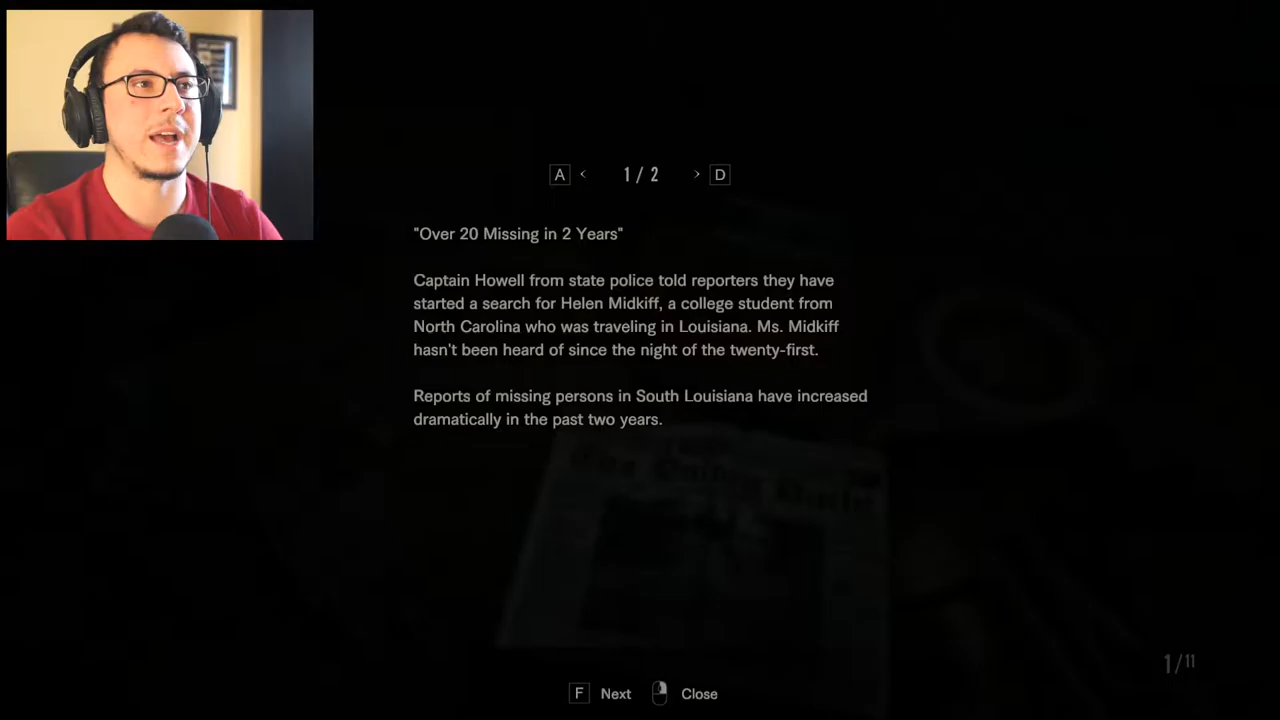 A < 1 / 2 > D
"Over 20 Missing in 2 Years"
Captain Howell from state police told reporters they have
started a search for Helen Midkiff, a college student from
North Carolina who was traveling in Louisiana. Ms. Midkiff
hasn't been heard of since the night of the twenty-first.
Reports of missing persons in South Louisiana have increased
dramatically in the past two years.
1/11
F Next Close